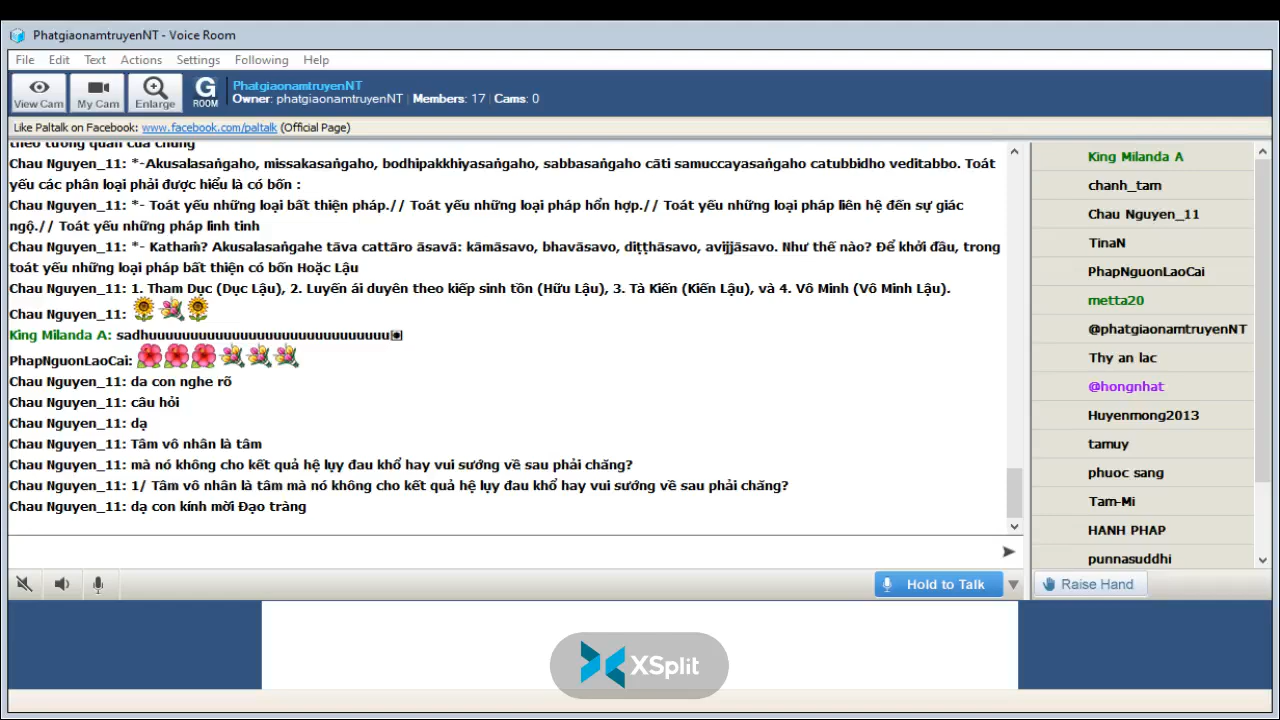 PhatgiaonamtruyenNT - Voice Room
File Edit Text Actions Settings Following Help
View Cam My Cam Enlarge G ROOM PhatgiaonamtruyenNT
Owner: phatgiaonamtruyenNT | Members: 17 | Cams: 0
Like Paltalk on Facebook: www.facebook.com/paltalk (Official Page)
theo tương quan của chúng
Chau Nguyen_11: *-Akusalasaṅgaho, missakasaṅgaho, bodhipakkhiyasaṅgaho, sabbasaṅgaho cāti samuccayasaṅgaho catubbidho veditabbo. Toát
yếu các phân loại phải được hiểu là có bốn :
Chau Nguyen_11: *- Toát yếu những loại bất thiện pháp.// Toát yếu những loại pháp hổn hợp.// Toát yếu những loại pháp liên hệ đến sự giác
ngộ.// Toát yếu những pháp linh tinh
Chau Nguyen_11: *- Kathaṁ? Akusalasaṅgahe tāva cattāro āsavā: kāmāsavo, bhavāsavo, diṭṭhāsavo, avijjāsavo. Như thế nào? Để khởi đầu, trong
toát yếu những loại pháp bất thiện có bốn Hoặc Lậu
Chau Nguyen_11: 1. Tham Dục (Dục Lậu), 2. Luyến ái duyên theo kiếp sinh tồn (Hữu Lậu), 3. Tà Kiến (Kiến Lậu), và 4. Vô Minh (Vô Minh Lậu).
Chau Nguyen_11:
King Milanda A: sadhuuuuuuuuuuuuuuuuuuuuuuuuuuuuuu
PhapNguonLaoCai:
Chau Nguyen_11: da con nghe rõ
Chau Nguyen_11: câu hỏi
Chau Nguyen_11: dạ
Chau Nguyen_11: Tâm vô nhân là tâm
Chau Nguyen_11: mà nó không cho kết quả hệ lụy đau khổ hay vui sướng về sau phải chăng?
Chau Nguyen_11: 1/ Tâm vô nhân là tâm mà nó không cho kết quả hệ lụy đau khổ hay vui sướng về sau phải chăng?
Chau Nguyen_11: dạ con kính mời Đạo tràng
King Milanda A
chanh_tam
Chau Nguyen_11
TinaN
PhapNguonLaoCai
metta20
@phatgiaonamtruyenNT
Thy an lac
@hongnhat
Huyenmong2013
tamuy
phuoc sang
Tam-Mi
HANH PHAP
punnasuddhi
Hold to Talk
Raise Hand
XSplit